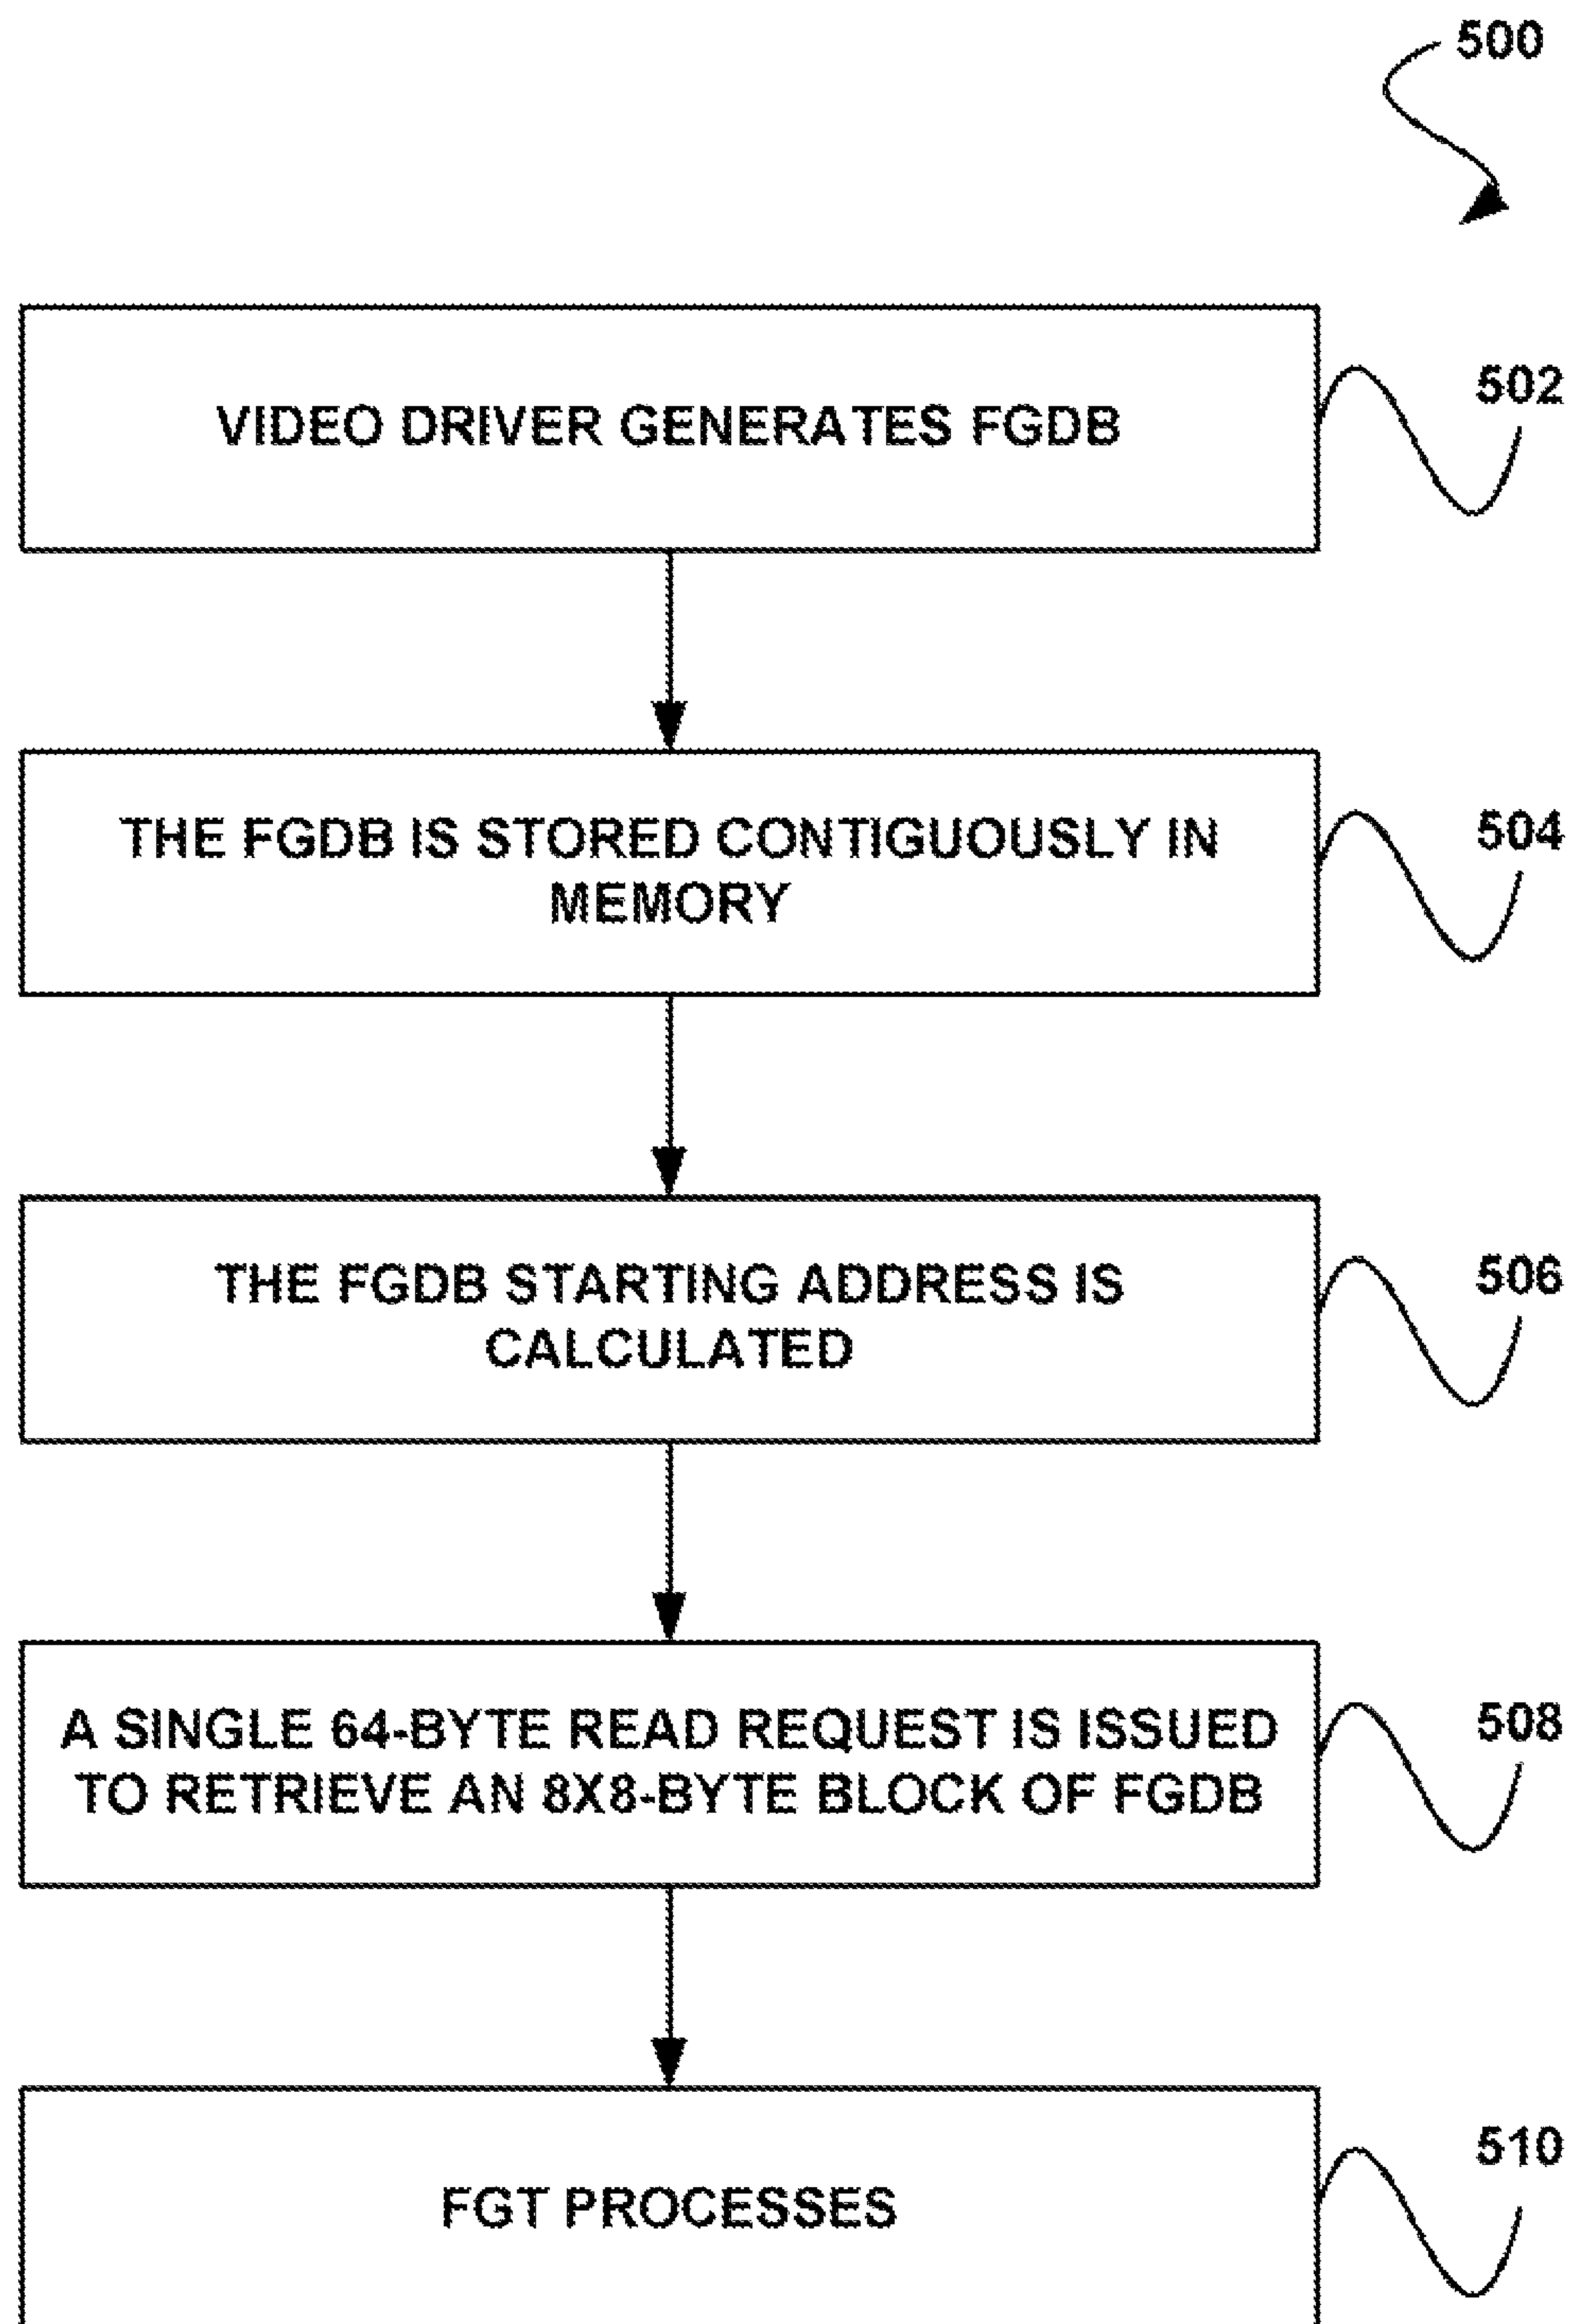 500
VIDEO DRIVER GENERATES FGDB
502
THE FGDB IS STORED CONTIGUOUSLY IN
MEMORY
504
THE FGDB STARTING ADDRESS IS
CALCULATED
506
A SINGLE 64-BYTE READ REQUEST IS ISSUED
TO RETRIEVE AN 8X8-BYTE BLOCK OF FGDB
508
FGT PROCESSES
510